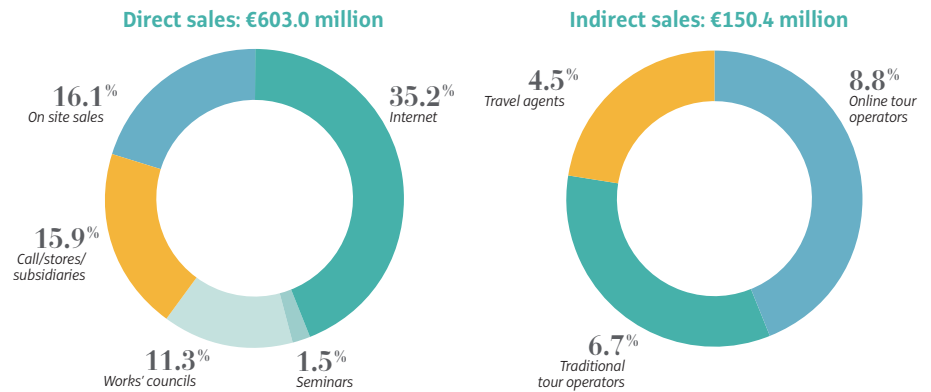 Direct sales: €603.0 million
16.1%
On site sales
35.2%
Internet
15.9%
Call/stores/
subsidiaries
11.3%
Works' councils
1.5%
Seminars
Indirect sales: €150.4 million
4.5%
Travel agents
8.8%
Online tour
operators
6.7%
Traditional
tour operators